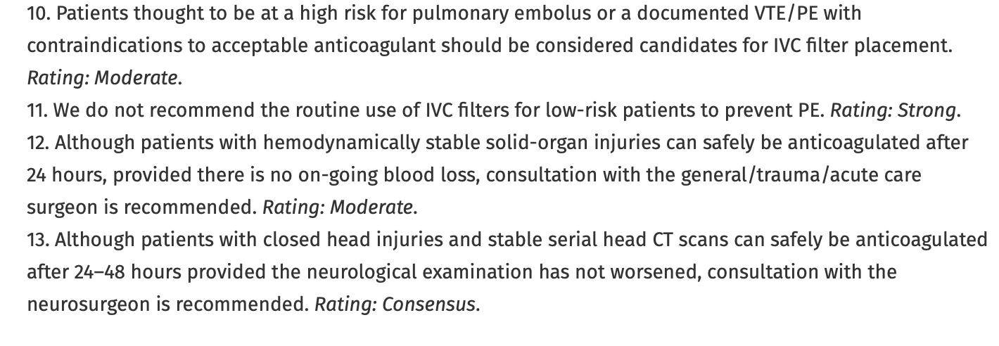 10. Patients thought to be at a high risk for pulmonary embolus or a documented VTE/PE with
contraindications to acceptable anticoagulant should be considered candidates for IVC filter placement.
Rating: Moderate.
11. We do not recommend the routine use of IVC filters for low-risk patients to prevent PE. Rating: Strong.
12. Although patients with hemodynamically stable solid-organ injuries can safely be anticoagulated after
24 hours, provided there is no on-going blood loss, consultation with the general/trauma/acute care
surgeon is recommended. Rating: Moderate.
13. Although patients with closed head injuries and stable serial head CT scans can safely be anticoagulated
after 24–48 hours provided the neurological examination has not worsened, consultation with the
neurosurgeon is recommended. Rating: Consensus.